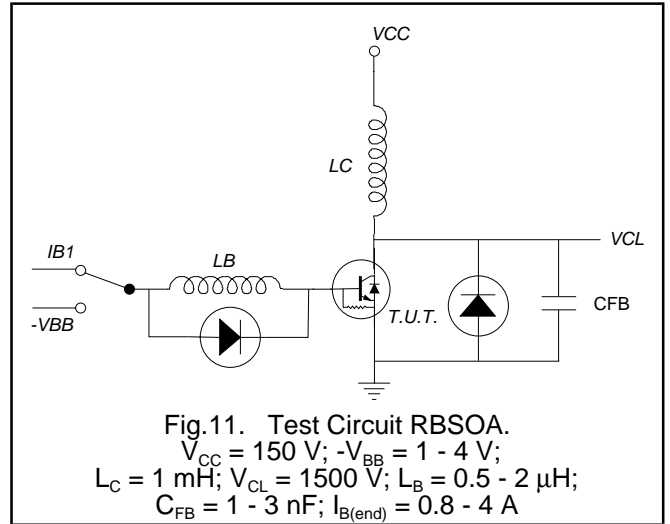 VCC
LC
IB1
LB
VCL
-VBB
T.U.T.
CFB
Fig.11. Test Circuit RBSOA.
V_CC = 150 V; -V_BB = 1 - 4 V;
L_C = 1 mH; V_CL = 1500 V; L_B = 0.5 - 2 μH;
C_FB = 1 - 3 nF; I_B(end) = 0.8 - 4 A